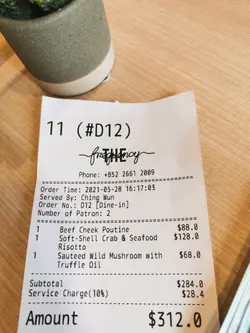 11 (#D12)
THE
frequency
Phone: +852 2661 2009
Order Time: 2021-05-28 16:17:03
Served By: Ching Wun
Order No.: D12 [Dine-in]
Number of Patron: 2
1 Beef Cheek Poutine $88.0
1 Soft-Shell Crab & Seafood $128.0
Risotto
1 Sauteed Wild Mushroom with $68.0
Truffle Oil
Subtotal $284.0
Service Charge(10%) $28.4
Amount $312.0